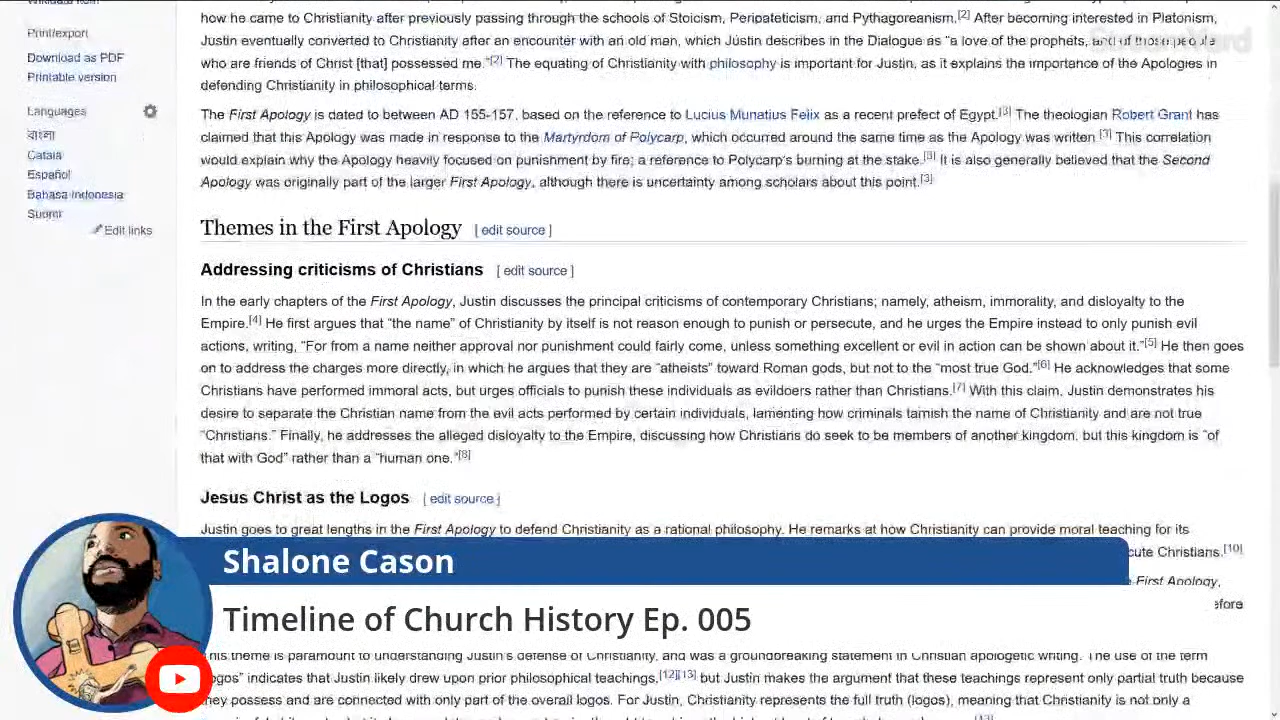 Print/export
Download as PDF
Printable version
Languages
বাংলা
Català
Español
Bahasa Indonesia
Suomi
Edit links
how he came to Christianity after previously passing through the schools of Stoicism, Peripateticism, and Pythagoreanism.[2] After becoming interested in Platonism,
Justin eventually converted to Christianity after an encounter with an old man, which Justin describes in the Dialogue as "a love of the prophets, and of those people
who are friends of Christ [that] possessed me."[2] The equating of Christianity with philosophy is important for Justin, as it explains the importance of the Apologies in
defending Christianity in philosophical terms.
The First Apology is dated to between AD 155-157, based on the reference to Lucius Munatius Felix as a recent prefect of Egypt.[3] The theologian Robert Grant has
claimed that this Apology was made in response to the Martyrdom of Polycarp, which occurred around the same time as the Apology was written.[3] This correlation
would explain why the Apology heavily focused on punishment by fire; a reference to Polycarp's burning at the stake.[3] It is also generally believed that the Second
Apology was originally part of the larger First Apology, although there is uncertainty among scholars about this point.[3]
Themes in the First Apology [ edit source ]
Addressing criticisms of Christians [ edit source ]
In the early chapters of the First Apology, Justin discusses the principal criticisms of contemporary Christians; namely, atheism, immorality, and disloyalty to the
Empire.[4] He first argues that "the name" of Christianity by itself is not reason enough to punish or persecute, and he urges the Empire instead to only punish evil
actions, writing, "For from a name neither approval nor punishment could fairly come, unless something excellent or evil in action can be shown about it."[5] He then goes
on to address the charges more directly, in which he argues that they are "atheists" toward Roman gods, but not to the "most true God."[6] He acknowledges that some
Christians have performed immoral acts, but urges officials to punish these individuals as evildoers rather than Christians.[7] With this claim, Justin demonstrates his
desire to separate the Christian name from the evil acts performed by certain individuals, lamenting how criminals tarnish the name of Christianity and are not true
"Christians." Finally, he addresses the alleged disloyalty to the Empire, discussing how Christians do seek to be members of another kingdom, but this kingdom is "of
that with God" rather than a "human one."[8]
Jesus Christ as the Logos [ edit source ]
Justin goes to great lengths in the First Apology to defend Christianity as a rational philosophy. He remarks at how Christianity can provide moral teaching for its
cute Christians.[10]
First Apology,
efore
Shalone Cason
Timeline of Church History Ep. 005
This theme is paramount to understanding Justin's defense of Christianity, and was a groundbreaking statement in Christian apologetic writing. The use of the term
logos" indicates that Justin likely drew upon prior philosophical teachings,[12][13] but Justin makes the argument that these teachings represent only partial truth because
they possess and are connected with only part of the overall logos. For Justin, Christianity represents the full truth (logos), meaning that Christianity is not only a